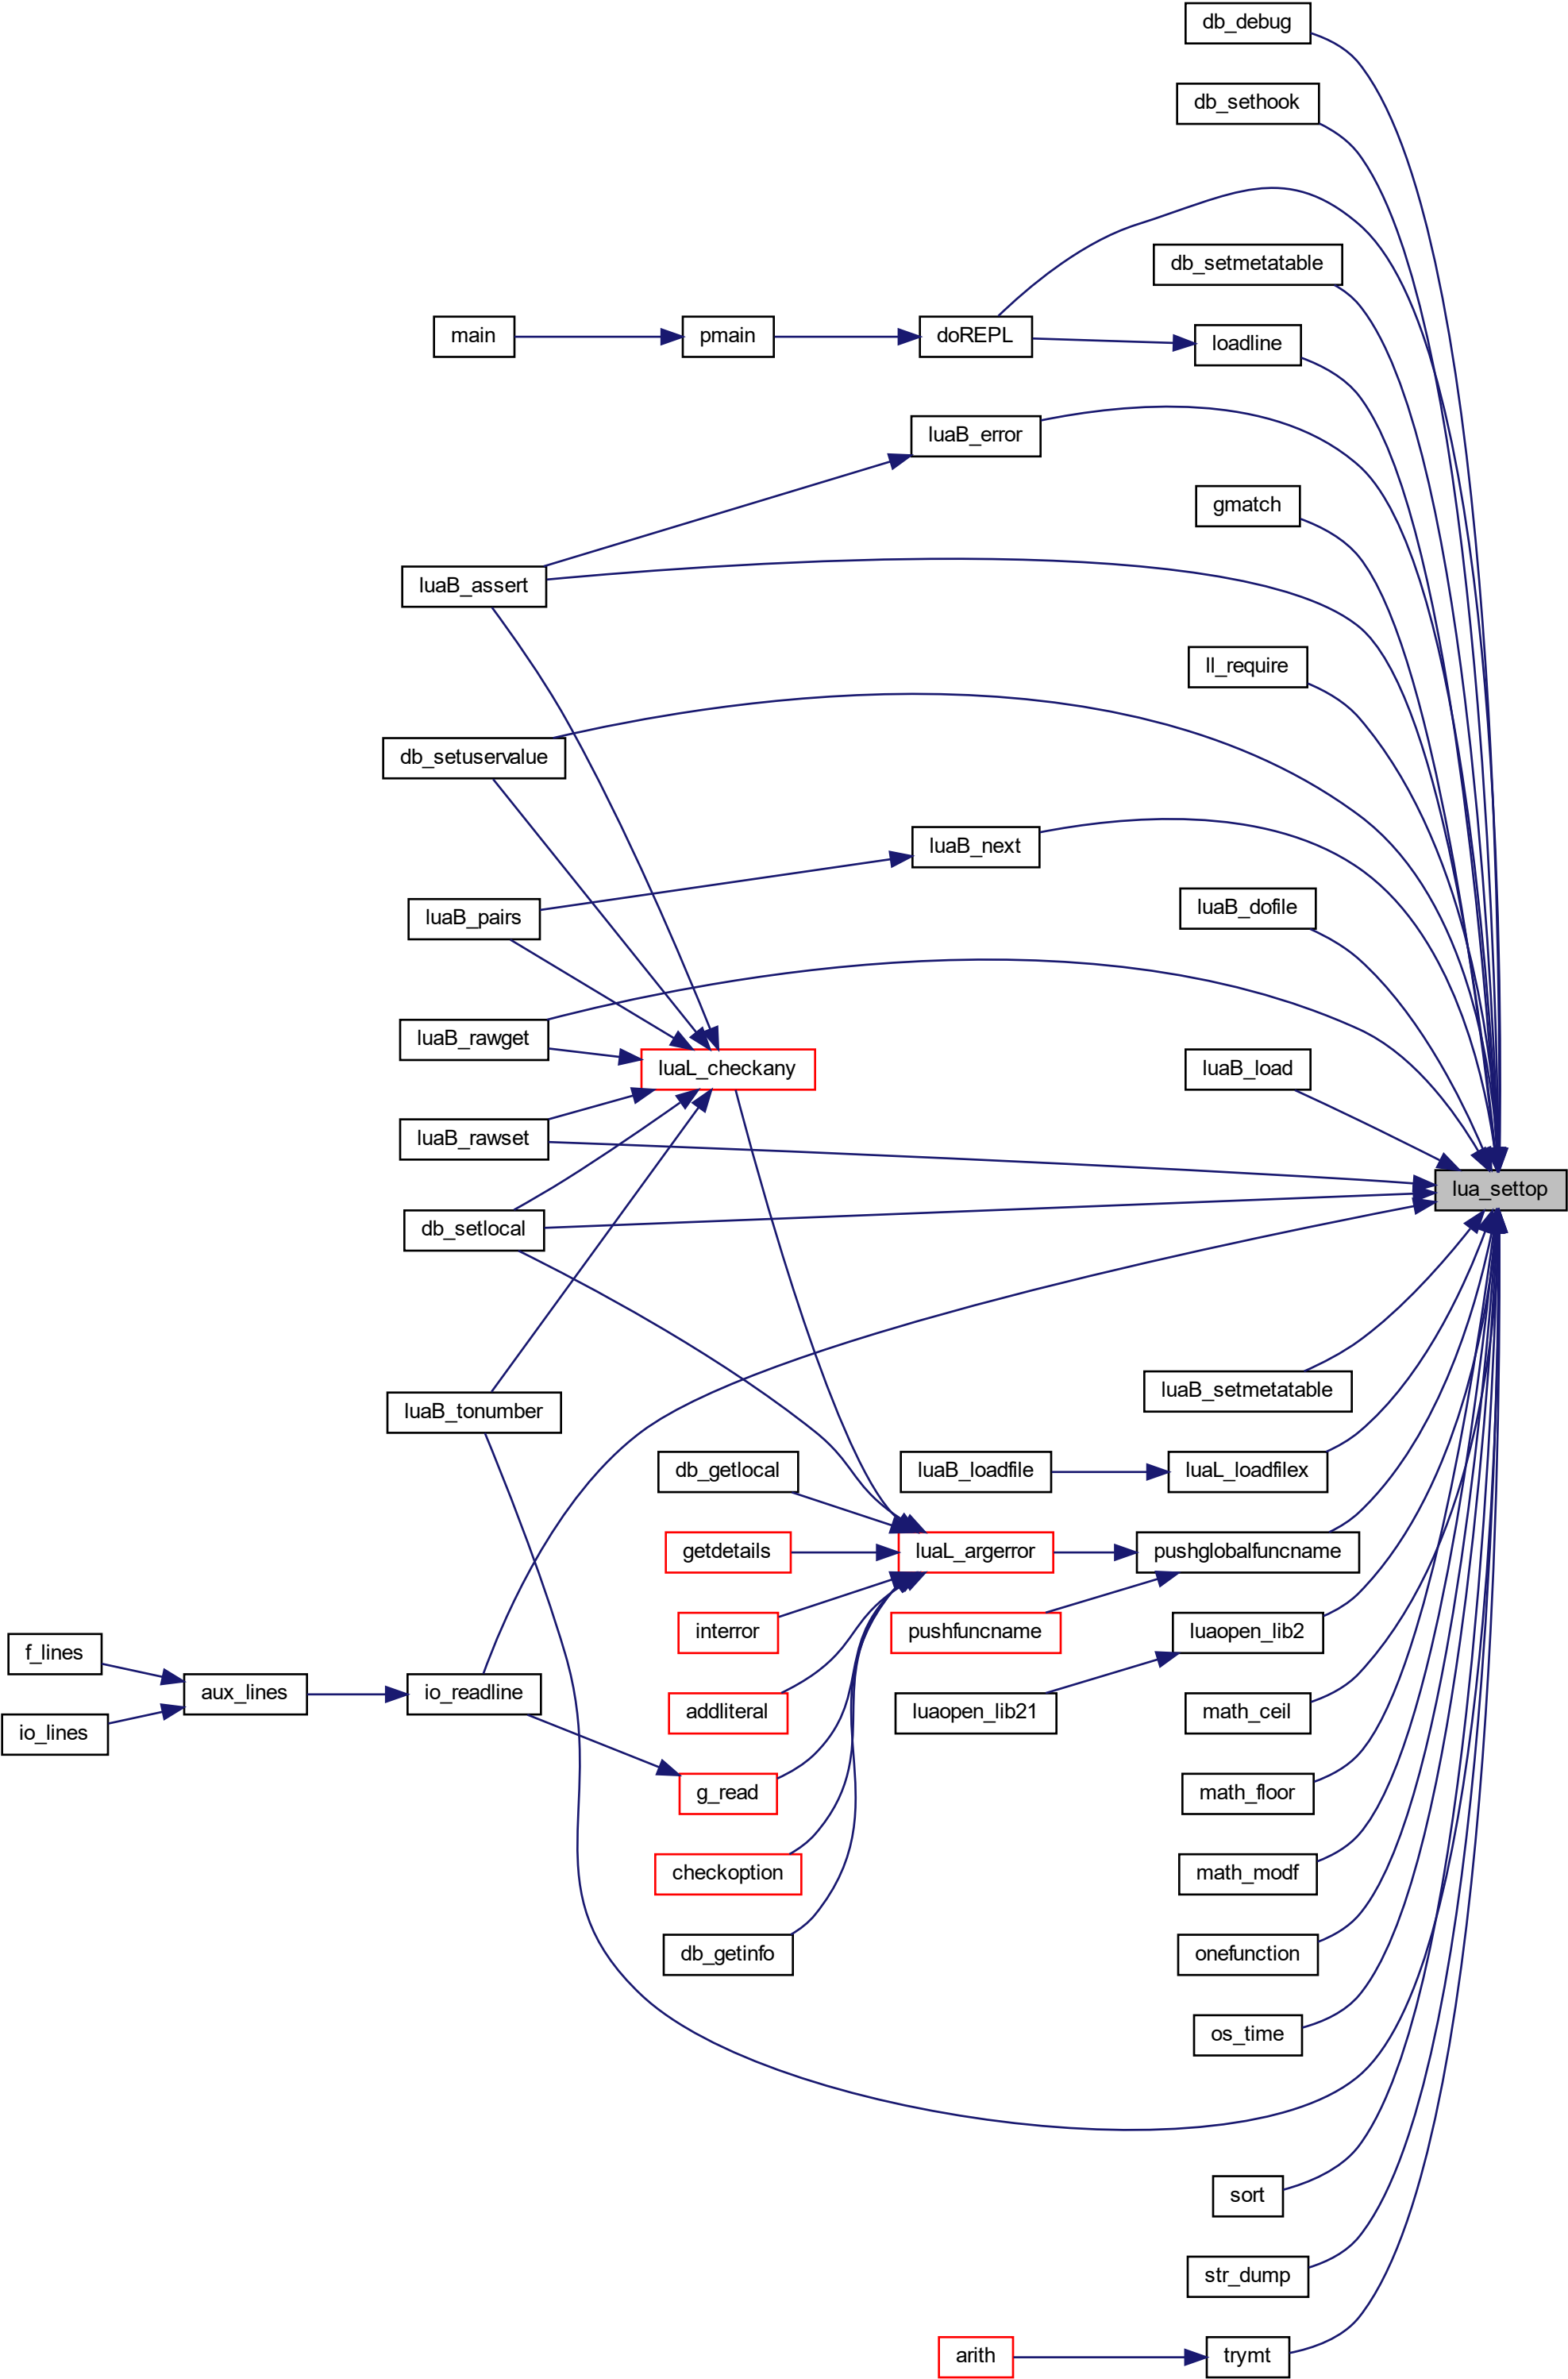 db_debug
db_sethook
db_setmetatable
main
pmain
doREPL
loadline
luaB_error
gmatch
luaB_assert
ll_require
db_setuservalue
luaB_next
luaB_dofile
luaB_pairs
luaB_rawget
luaL_checkany
luaB_load
luaB_rawset
lua_settop
db_setlocal
luaB_setmetatable
luaB_tonumber
db_getlocal
luaB_loadfile
luaL_loadfilex
getdetails
luaL_argerror
pushglobalfuncname
interror
pushfuncname
luaopen_lib2
f_lines
aux_lines
io_readline
addliteral
luaopen_lib21
math_ceil
io_lines
g_read
math_floor
checkoption
math_modf
db_getinfo
onefunction
os_time
sort
str_dump
arith
trymt